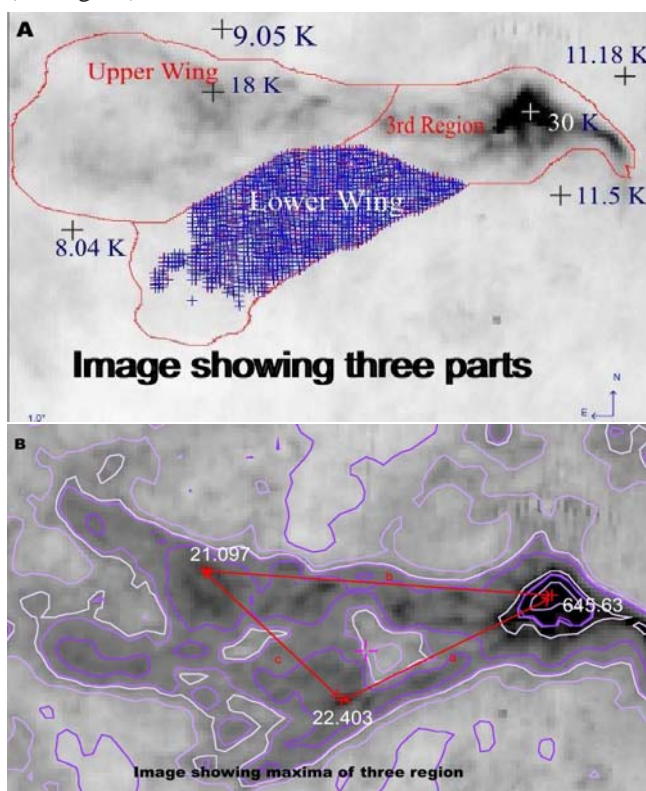 A
9.05 K
11.18 K
Upper Wing
18 K
3rd Region
30 K
Lower Wing
11.5 K
8.04 K
Image showing three parts
N
E
1.0°
B
21.097
b
645.63
c
a
22.403
Image showing maxima of three region